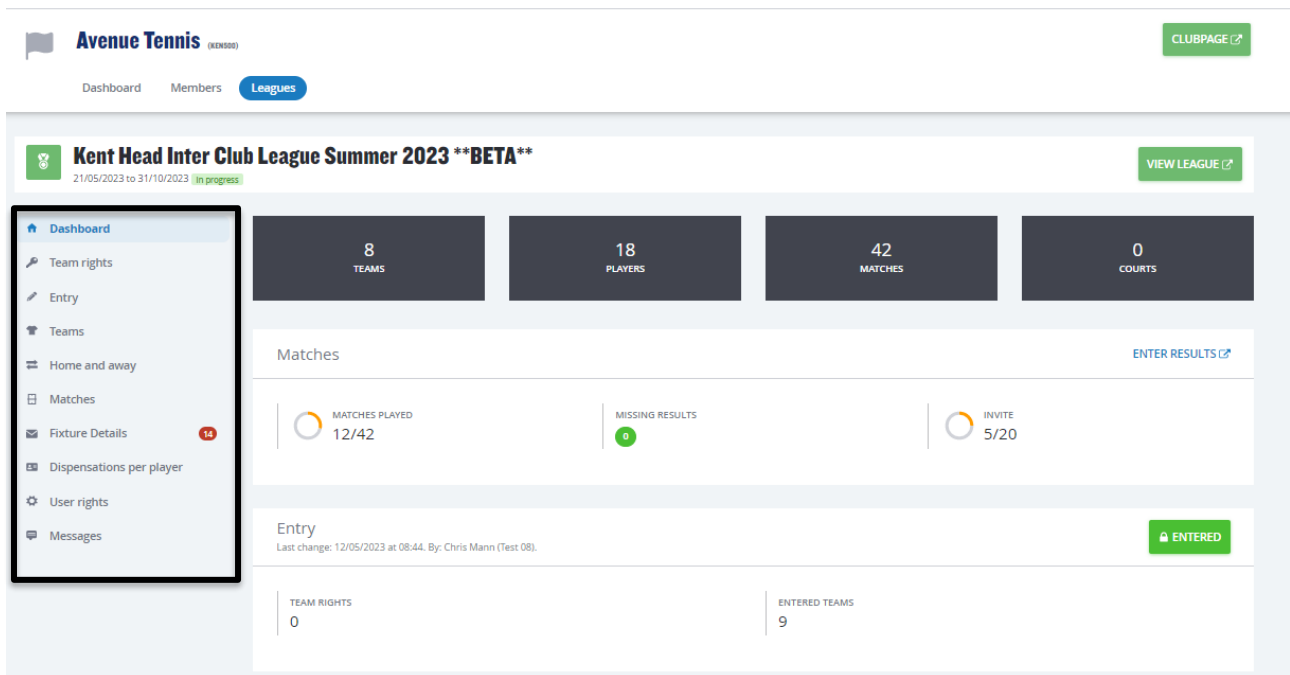 Avenue Tennis (KEN500)
CLUBPAGE
Dashboard Members Leagues
Kent Head Inter Club League Summer 2023 **BETA**
21/05/2023 to 31/10/2023 In progress
VIEW LEAGUE
Dashboard
Team rights
Entry
Teams
Home and away
Matches
Fixture Details 14
Dispensations per player
User rights
Messages
8
TEAMS
18
PLAYERS
42
MATCHES
0
COURTS
Matches
ENTER RESULTS
MATCHES PLAYED
12/42
MISSING RESULTS
0
INVITE
5/20
Entry
Last change: 12/05/2023 at 08:44. By: Chris Mann (Test 08).
ENTERED
TEAM RIGHTS
0
ENTERED TEAMS
9